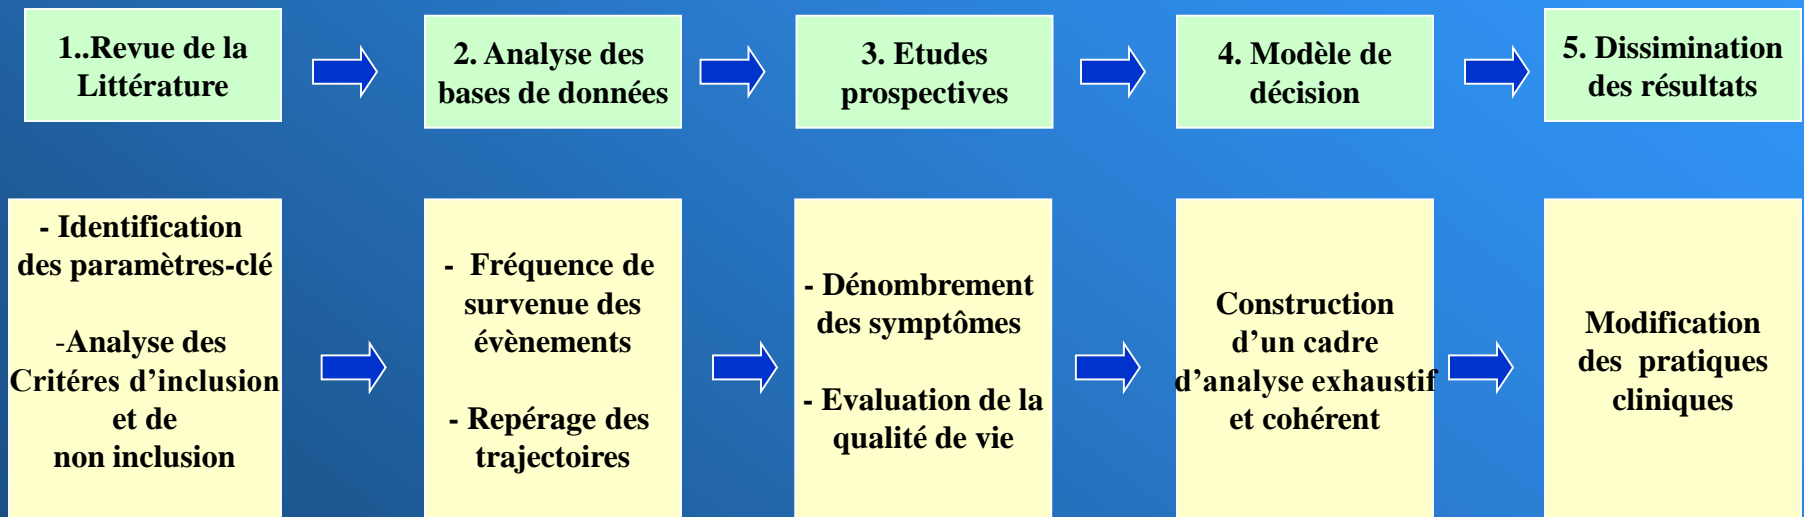 1..Revue de la
Littérature
2. Analyse des
bases de données
3. Etudes
prospectives
4. Modèle de
décision
5. Dissimination
des résultats
- Identification
des paramètres-clé
-Analyse des
Critéres d’inclusion
et de
non inclusion
- Fréquence de
survenue des
évènements
- Repérage des
trajectoires
- Dénombrement
des symptômes
- Evaluation de la
qualité de vie
Construction
d’un cadre
d’analyse exhaustif
et cohérent
Modification
des pratiques
cliniques